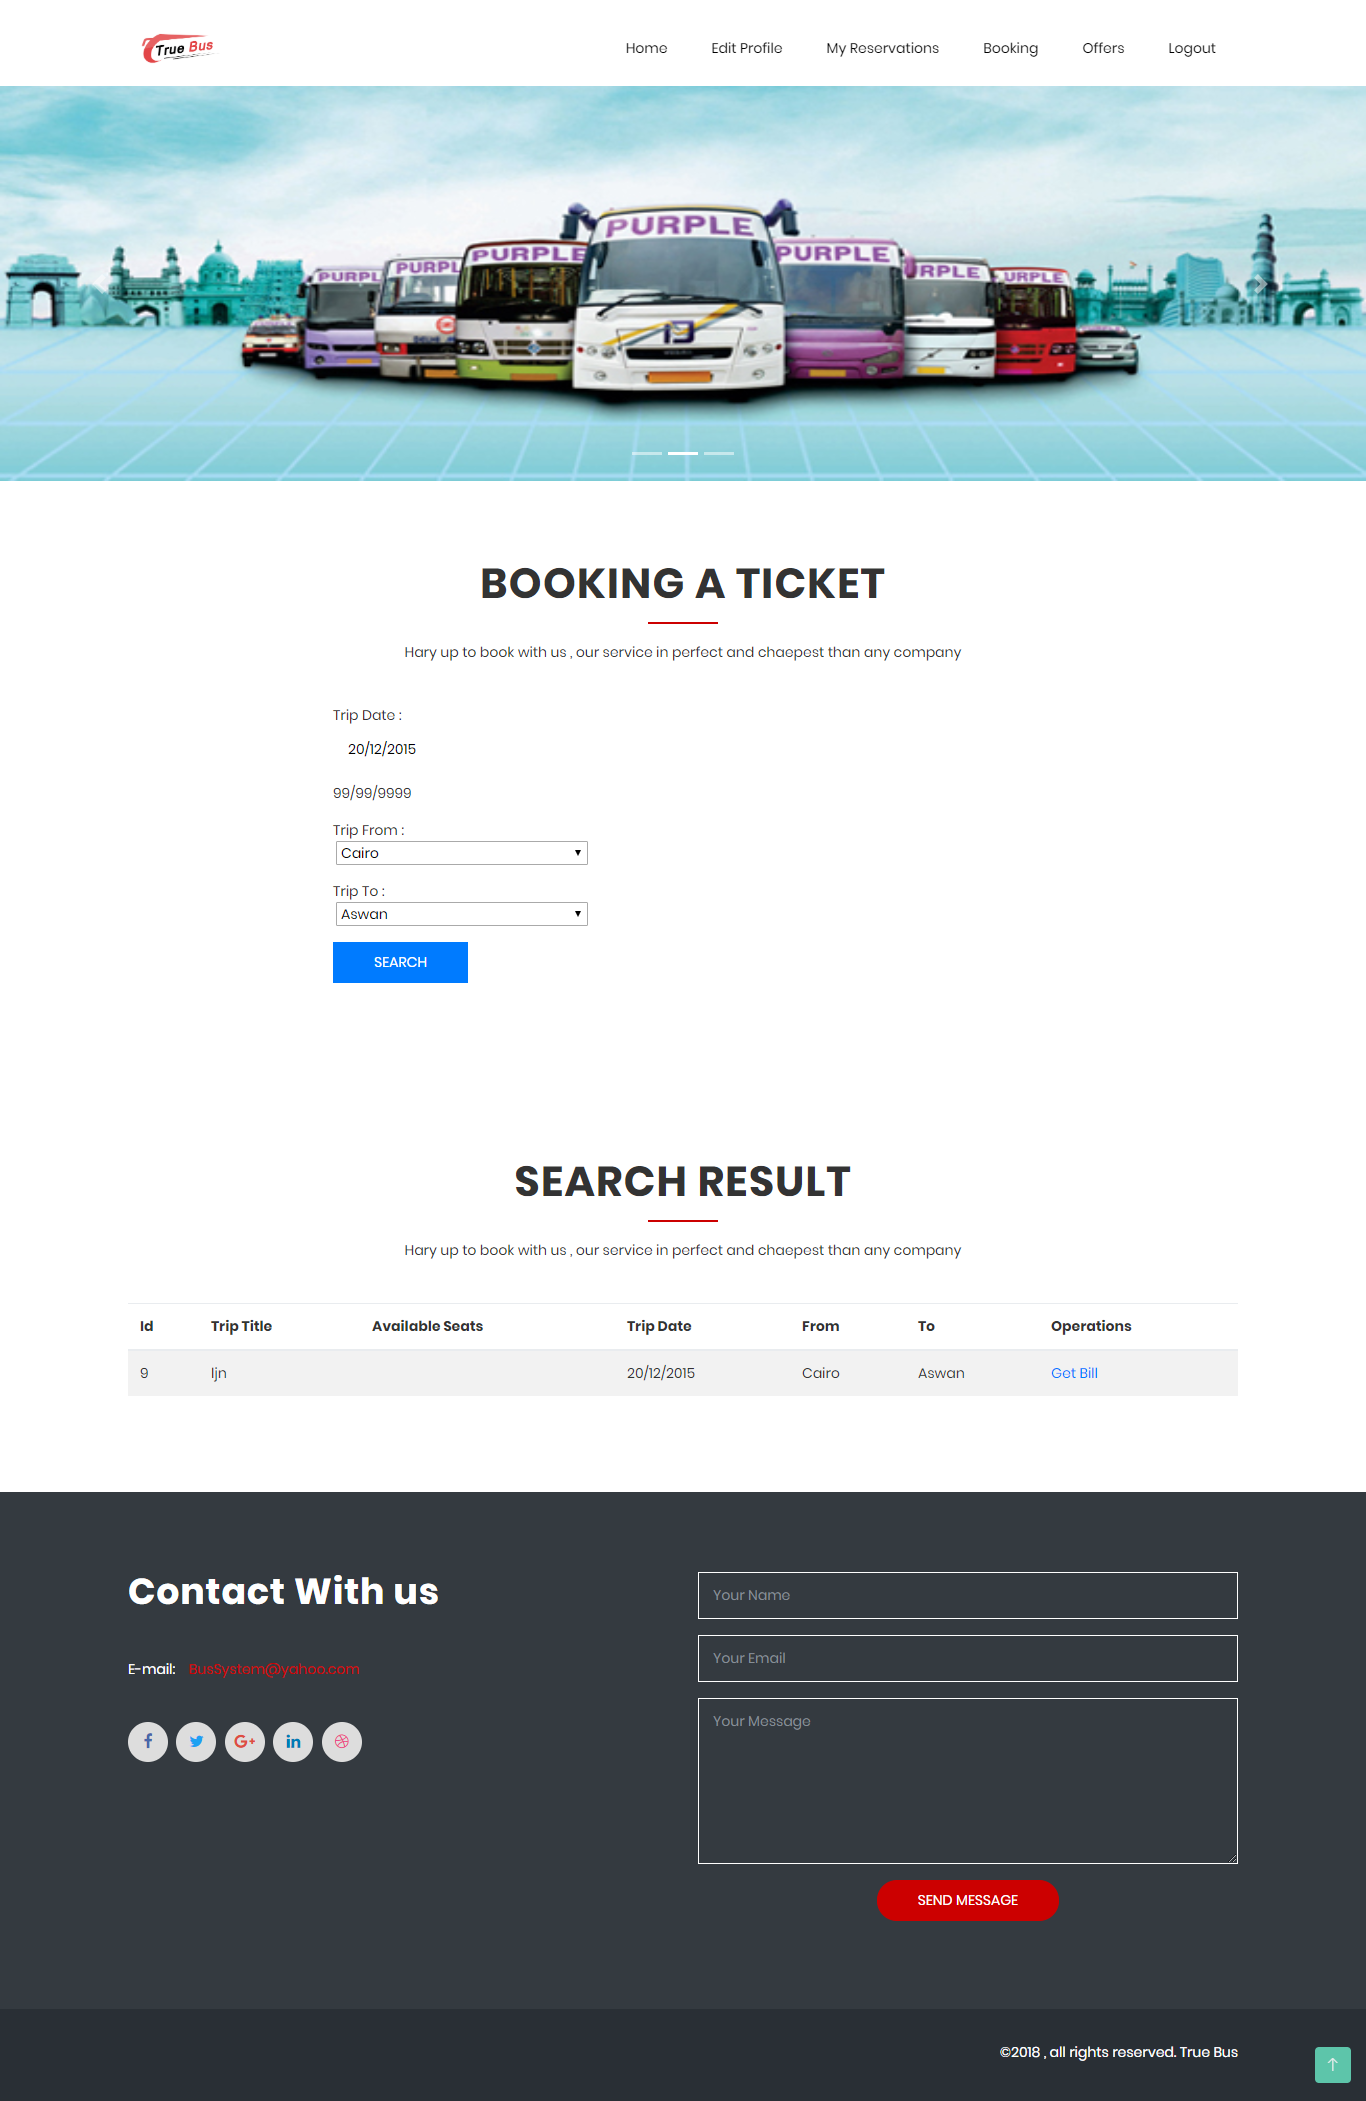 True Bus
Home Edit Profile My Reservations Booking Offers Logout
PURPLE
PURPLE PURPLE
PURPL PURPL RPLE URPLE
19
BOOKING A TICKET
Hary up to book with us , our service in perfect and chaepest than any company
Trip Date :
20/12/2015
99/99/9999
Trip From :
Cairo
Trip To :
Aswan
SEARCH
SEARCH RESULT
Hary up to book with us , our service in perfect and chaepest than any company
Id Trip Title Available Seats Trip Date From To Operations
9 ljn 20/12/2015 Cairo Aswan Get Bill
Contact With us
E-mail: BusSystem@yahoo.com
Your Name
Your Email
Your Message
SEND MESSAGE
©2018 , all rights reserved. True Bus